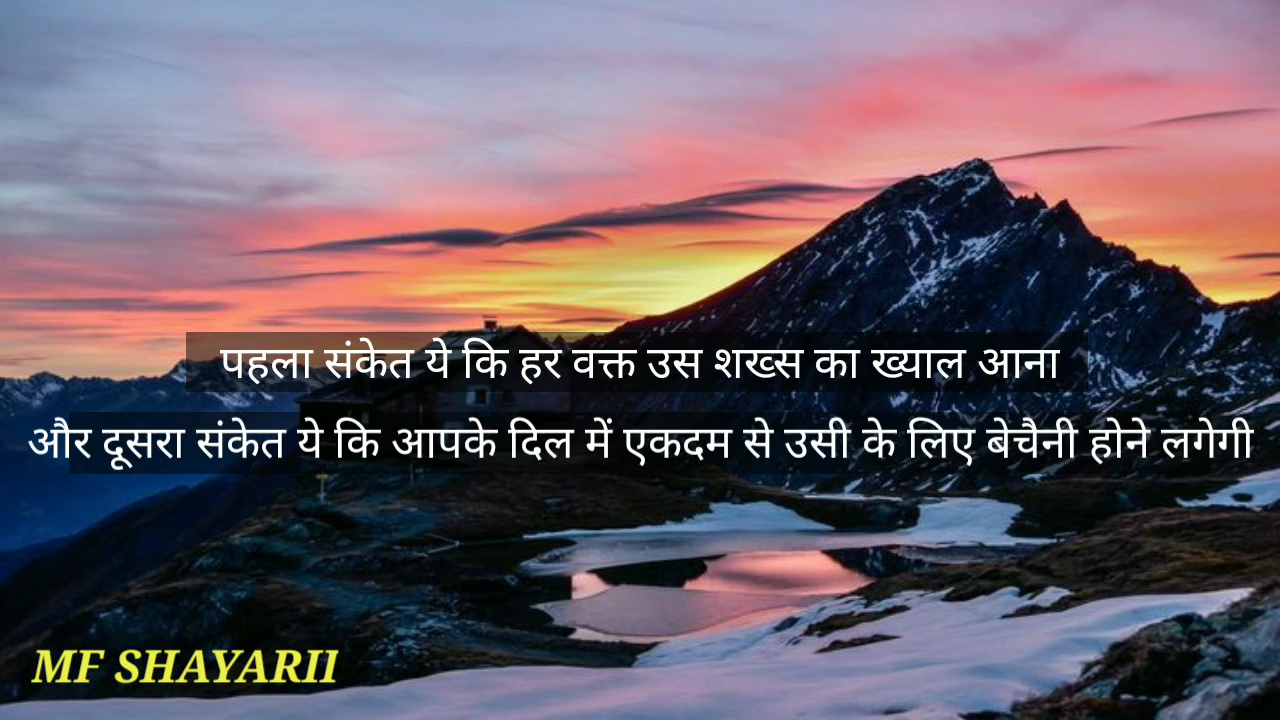 पहला संकेत ये कि हर वक्त उस शख्स का ख्याल आना
और दूसरा संकेत ये कि आपके दिल में एकदम से उसी के लिए बेचैनी होने लगेगी
MF SHAYARII